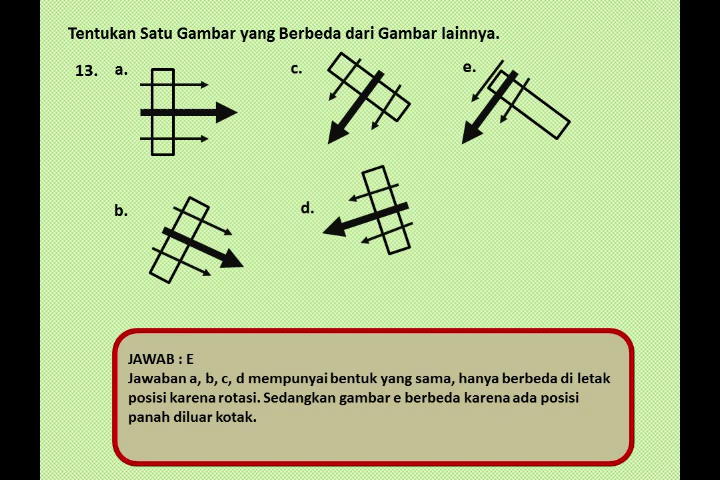 Tentukan Satu Gambar yang Berbeda dari Gambar lainnya.
13. a. c. e.
b. d.
JAWAB : E
Jawaban a, b, c, d mempunyai bentuk yang sama, hanya berbeda di letak
posisi karena rotasi. Sedangkan gambar e berbeda karena ada posisi
panah diluar kotak.